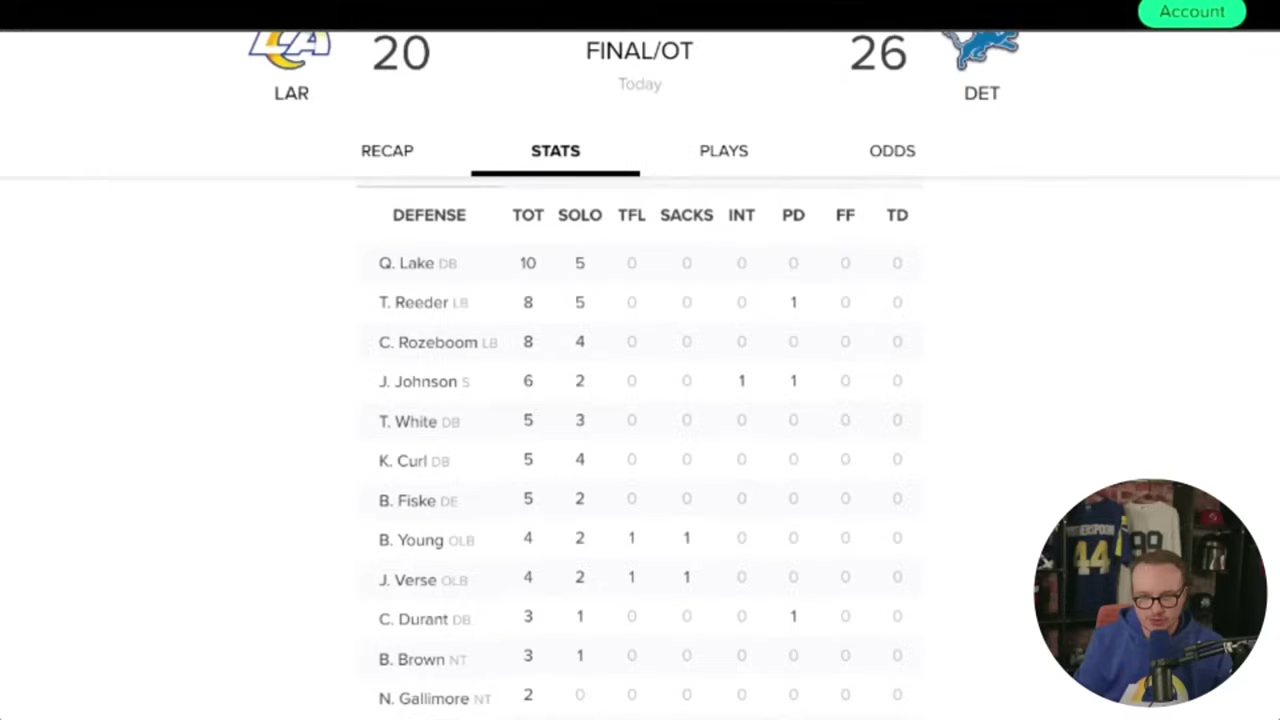 Account
LA
20 FINAL/OT 26
Today
LAR DET
RECAP STATS PLAYS ODDS
DEFENSE TOT SOLO TFL SACKS INT PD FF TD
Q. Lake DB 10 5 0 0 0 0 0 0
T. Reeder LB 8 5 0 0 0 1 0 0
C. Rozeboom LB 8 4 0 0 0 0 0 0
J. Johnson S 6 2 0 0 1 1 0 0
T. White DB 5 3 0 0 0 0 0 0
K. Curl DB 5 4 0 0 0 0 0 0
B. Fiske DE 5 2 0 0 0 0 0 0
B. Young OLB 4 2 1 1 0 0 0 0
J. Verse OLB 4 2 1 1 0 0 0 0
C. Durant DB 3 1 0 0 0 1 0 0
B. Brown NT 3 1 0 0 0 0 0 0
N. Gallimore NT 2 0 0 0 0 0 0 0
44
99